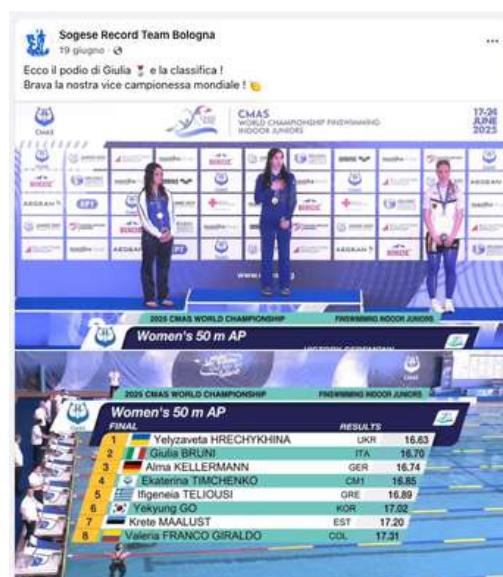 Sogese Record Team Bologna
19 giugno
Ecco il podio di Giulia e la classifica !
Brava la nostra vice campionessa mondiale !
CMAS
CMAS
WORLD CHAMPIONSHIP FINSWIMMING
INDOOR JUNIORS
17-24
JUNE
2025
www.
2025 CMAS WORLD CHAMPIONSHIP FINSWIMMING INDOOR JUNIORS
Women's 50 m AP
VICTORY CEREMONY
2025 CMAS WORLD CHAMPIONSHIP FINSWIMMING INDOOR JUNIORS
Women's 50 m AP
FINAL RESULTS
1 Yelyzaveta HRECHYKHINA UKR 16.63
2 Giulia BRUNI ITA 16.70
3 Alma KELLERMANN GER 16.74
4 Ekaterina TIMCHENKO CM1 16.85
5 Ifigeneia TELIOUSI GRE 16.89
6 Yekyung GO KOR 17.02
7 Krete MAALUST EST 17.20
8 Valeria FRANCO GIRALDO COL 17.31